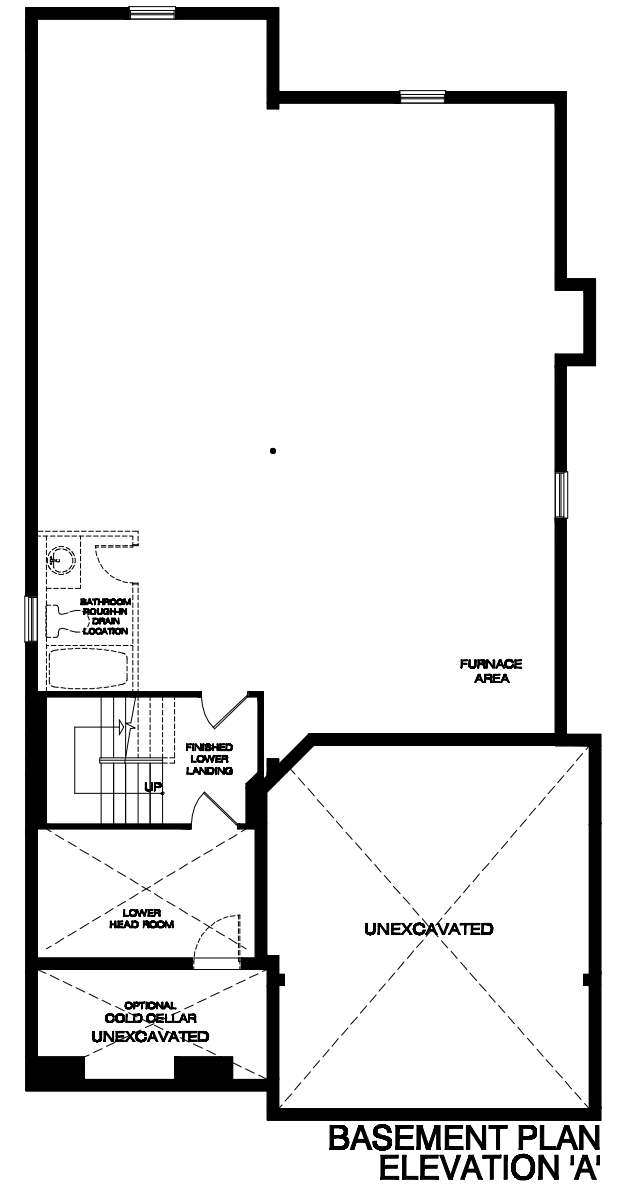 BATHROOM
ROUGH-IN
DRAIN
LOCATION
FURNACE
AREA
FINISHED
LOWER
LANDING
UP
LOWER
HEAD ROOM
UNEXCAVATED
OPTIONAL
COLD CELLAR
UNEXCAVATED
BASEMENT PLAN
ELEVATION 'A'